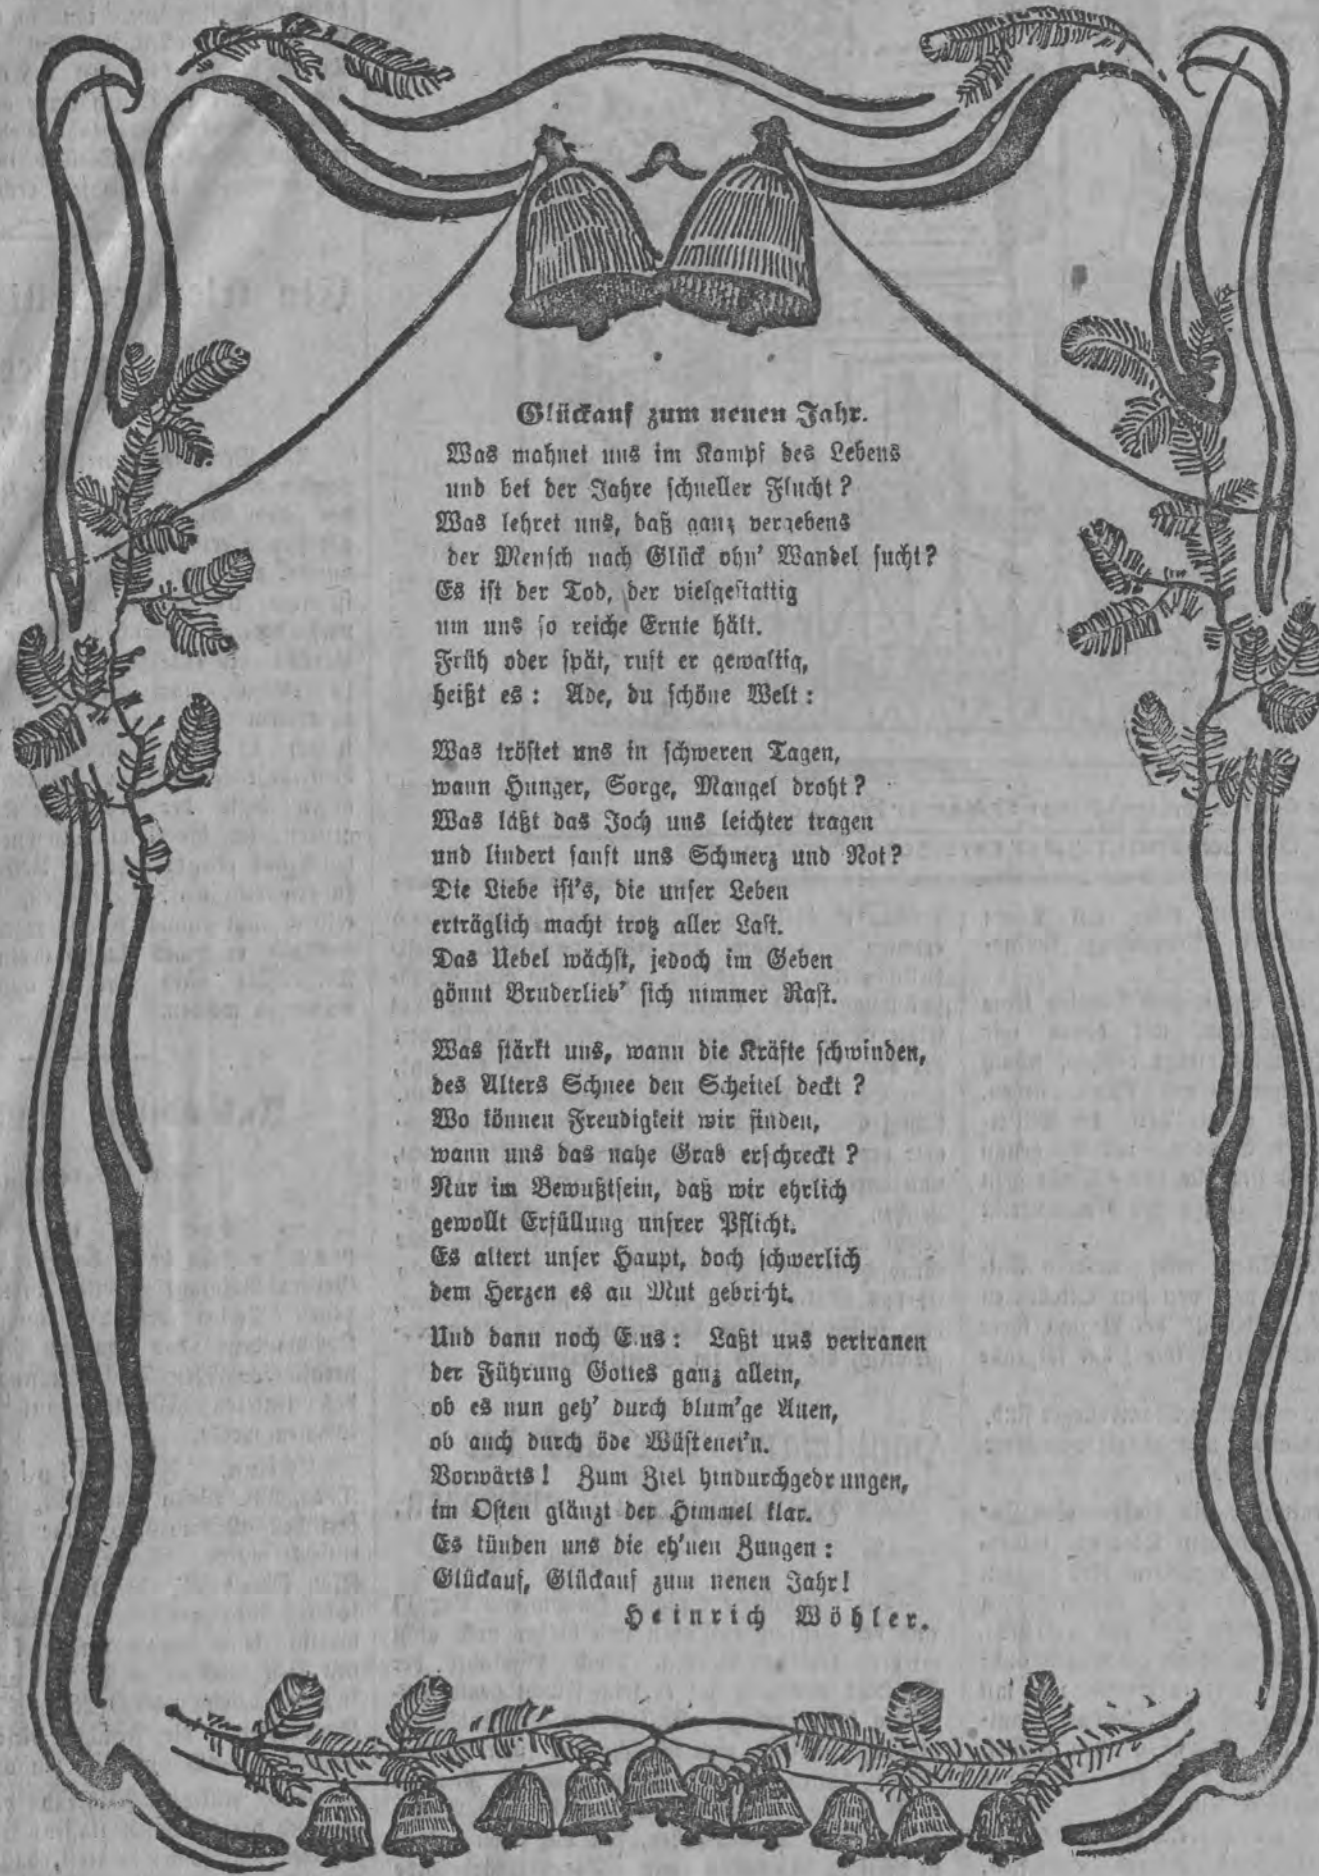 Glückauf zum neuen Jahr.
Was mahnet uns im Kampf des Lebens
und bei der Jahre schneller Flucht?
Was lehret uns, daß ganz vergebens
der Mensch nach Glück ohn' Wandel sucht?
Es ist der Tod, der vielgestaltig
um uns so reiche Ernte hält.
Früh oder spät, ruft er gewaltig,
heißt es: Ade, du schöne Welt:
Was tröstet uns in schweren Tagen,
wann Hunger, Sorge, Mangel droht?
Was läßt das Joch uns leichter tragen
und lindert sanft uns Schmerz und Not?
Die Liebe ist's, die unser Leben
erträglich macht trotz aller Last.
Das Uebel wächst, jedoch im Geben
gönnt Bruderlieb' sich nimmer Rast.
Was stärkt uns, wann die Kräfte schwinden,
des Alters Schnee den Scheitel deckt?
Wo können Freudigkeit wir finden,
wann uns das nahe Grab erschreckt?
Nur im Bewußtsein, daß wir ehrlich
gewollt Erfüllung unsrer Pflicht.
Es altert unser Haupt, doch schwerlich
dem Herzen es an Mut gebricht.
Und dann noch Eins: Laßt uns vertrauen
der Führung Gottes ganz allein,
ob es nun geh' durch blum'ge Auen,
ob auch durch öde Wüstenei'n.
Vorwärts! Zum Ziel hindurchgedrungen,
im Osten glänzt der Himmel klar.
Es künden uns die eh'nen Zungen:
Glückauf, Glückauf zum neuen Jahr!
Heinrich Wöhler.